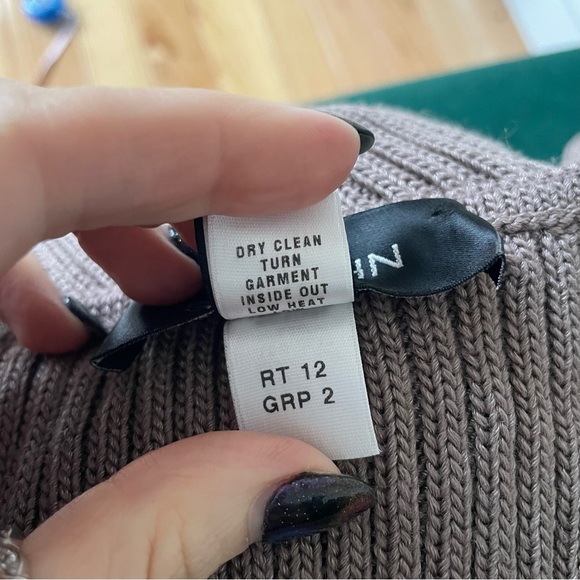 DRY CLEAN
TURN
GARMENT
INSIDE OUT
LOW HEAT
RT 12
GRP 2